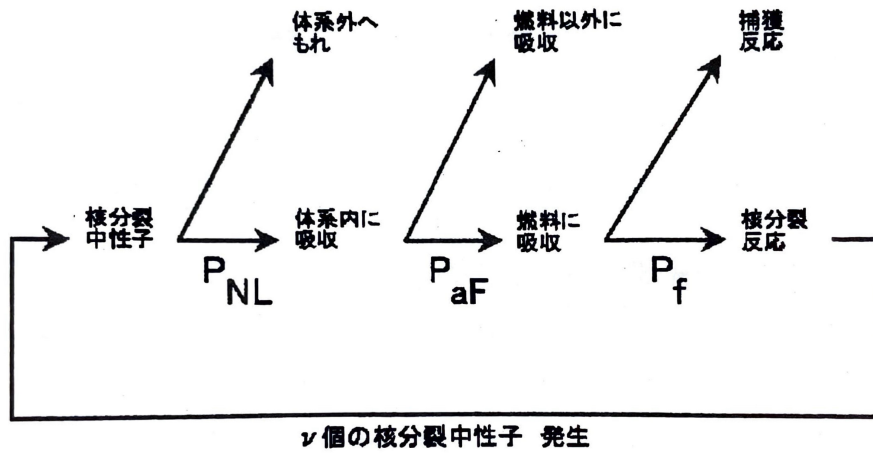 体系外へ
もれ
燃料以外に
吸収
捕獲
反応
核分裂
中性子
体系内に
吸収
燃料に
吸収
核分裂
反応
P_NL
P_aF
P_f
ν個の核分裂中性子 発生